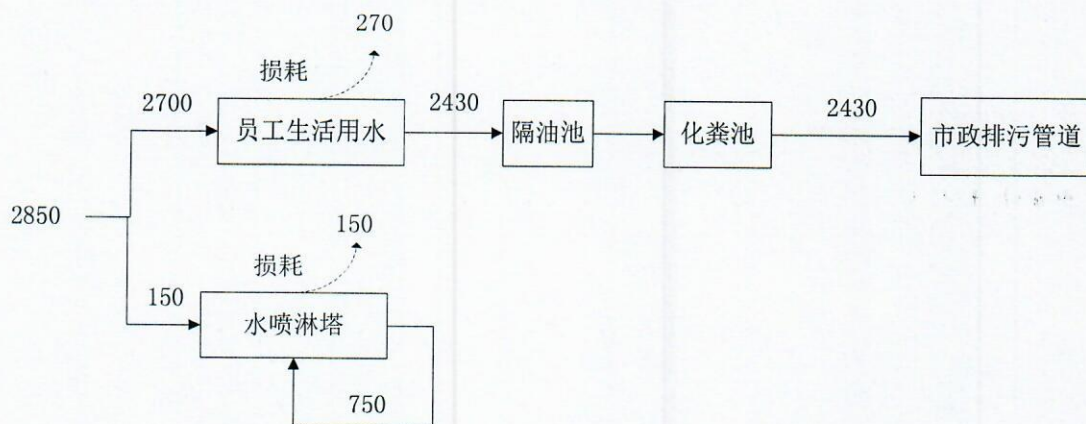 270
损耗
2700
员工生活用水
2430
隔油池
化粪池
2430
市政排污管道
2850
150
损耗
150
水喷淋塔
750